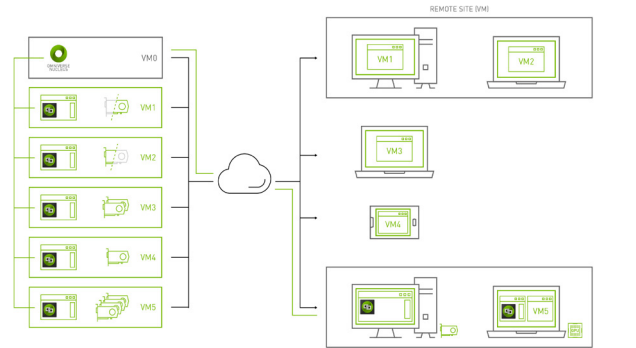 REMOTE SITE (VM)
OMNIVERSE
NUCLEUS
VM0
VM1
VM2
VM3
VM4
VM5
VM1
VM2
VM3
VM4
VM5